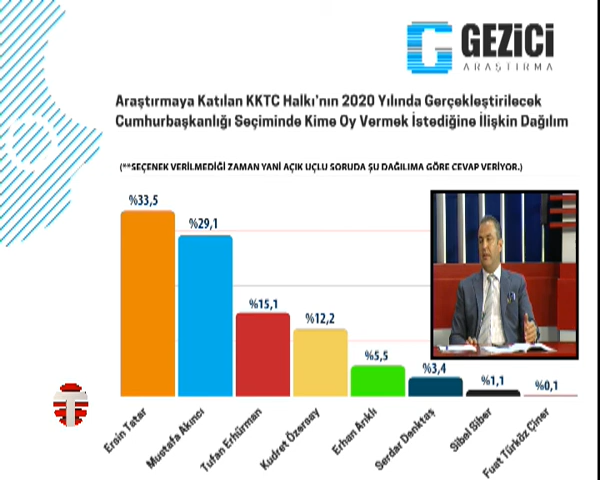 GEZiCi
ARAŞTIRMA
Araştırmaya Katılan KKTC Halkı'nın 2020 Yılında Gerçekleştirilecek
Cumhurbaşkanlığı Seçiminde Kime Oy Vermek İstediğine İlişkin Dağılım
(**SEÇENEK VERİLMEDİĞİ ZAMAN YANİ AÇIK UÇLU SORUDA ŞU DAĞILIMA GÖRE CEVAP VERİYOR.)
%33,5
%29,1
%15,1
%12,2
%5,5
%3,4
%1,1
%0,1
Ersin Tatar
Mustafa Akıncı
Tufan Erhürman
Kudret Özersay
Erhan Arıklı
Serdar Denktaş
Sibel Siber
Fuat Türköz Çiner